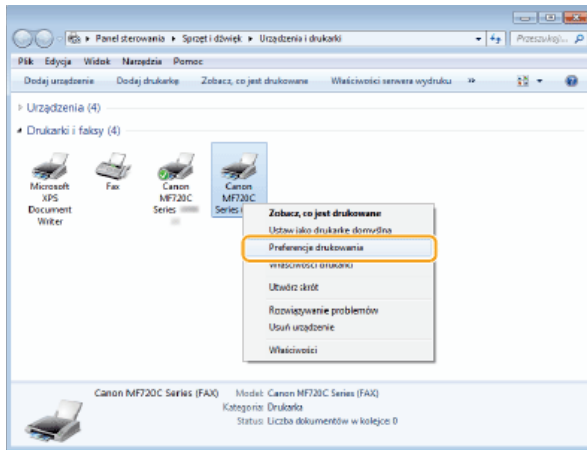 Panel sterowania ▸ Sprzęt i dźwięk ▸ Urządzenia i drukarki
Przeszukaj...
Plik Edycja Widok Narzędzia Pomoc
Dodaj urządzenie Dodaj drukarkę Zobacz, co jest drukowane Właściwości serwera wydruku »
Urządzenia (4)
Drukarki i faksy (4)
Microsoft XPS Document Writer
Fax
Canon MF720C Series
Canon MF720C Series
Zobacz, co jest drukowane
Ustaw jako drukarkę domyślną
Preferencje drukowania
Właściwości drukarki
Utwórz skrót
Rozwiązywanie problemów
Usuń urządzenie
Właściwości
Canon MF720C Series (FAX) Model: Canon MF720C Series (FAX)
Kategoria: Drukarka
Status: Liczba dokumentów w kolejce: 0